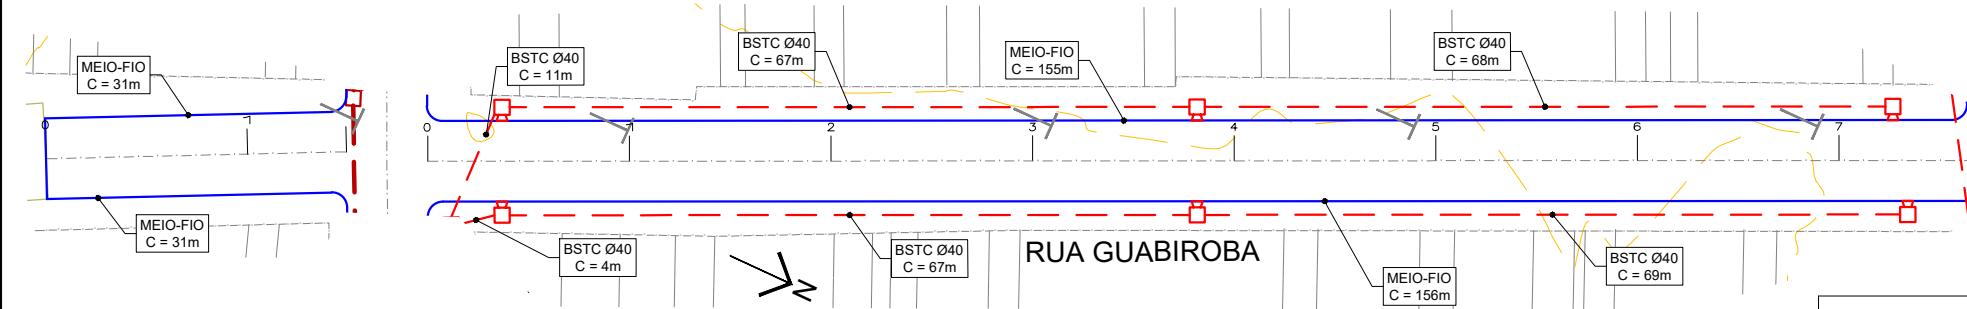 MEIO-FIO
C = 31m
BSTC Ø40
C = 11m
BSTC Ø40
C = 67m
MEIO-FIO
C = 155m
BSTC Ø40
C = 68m
0
1
0
1
2
3
4
5
6
7
MEIO-FIO
C = 31m
BSTC Ø40
C = 4m
BSTC Ø40
C = 67m
RUA GUABIROBA
MEIO-FIO
C = 156m
BSTC Ø40
C = 69m
N